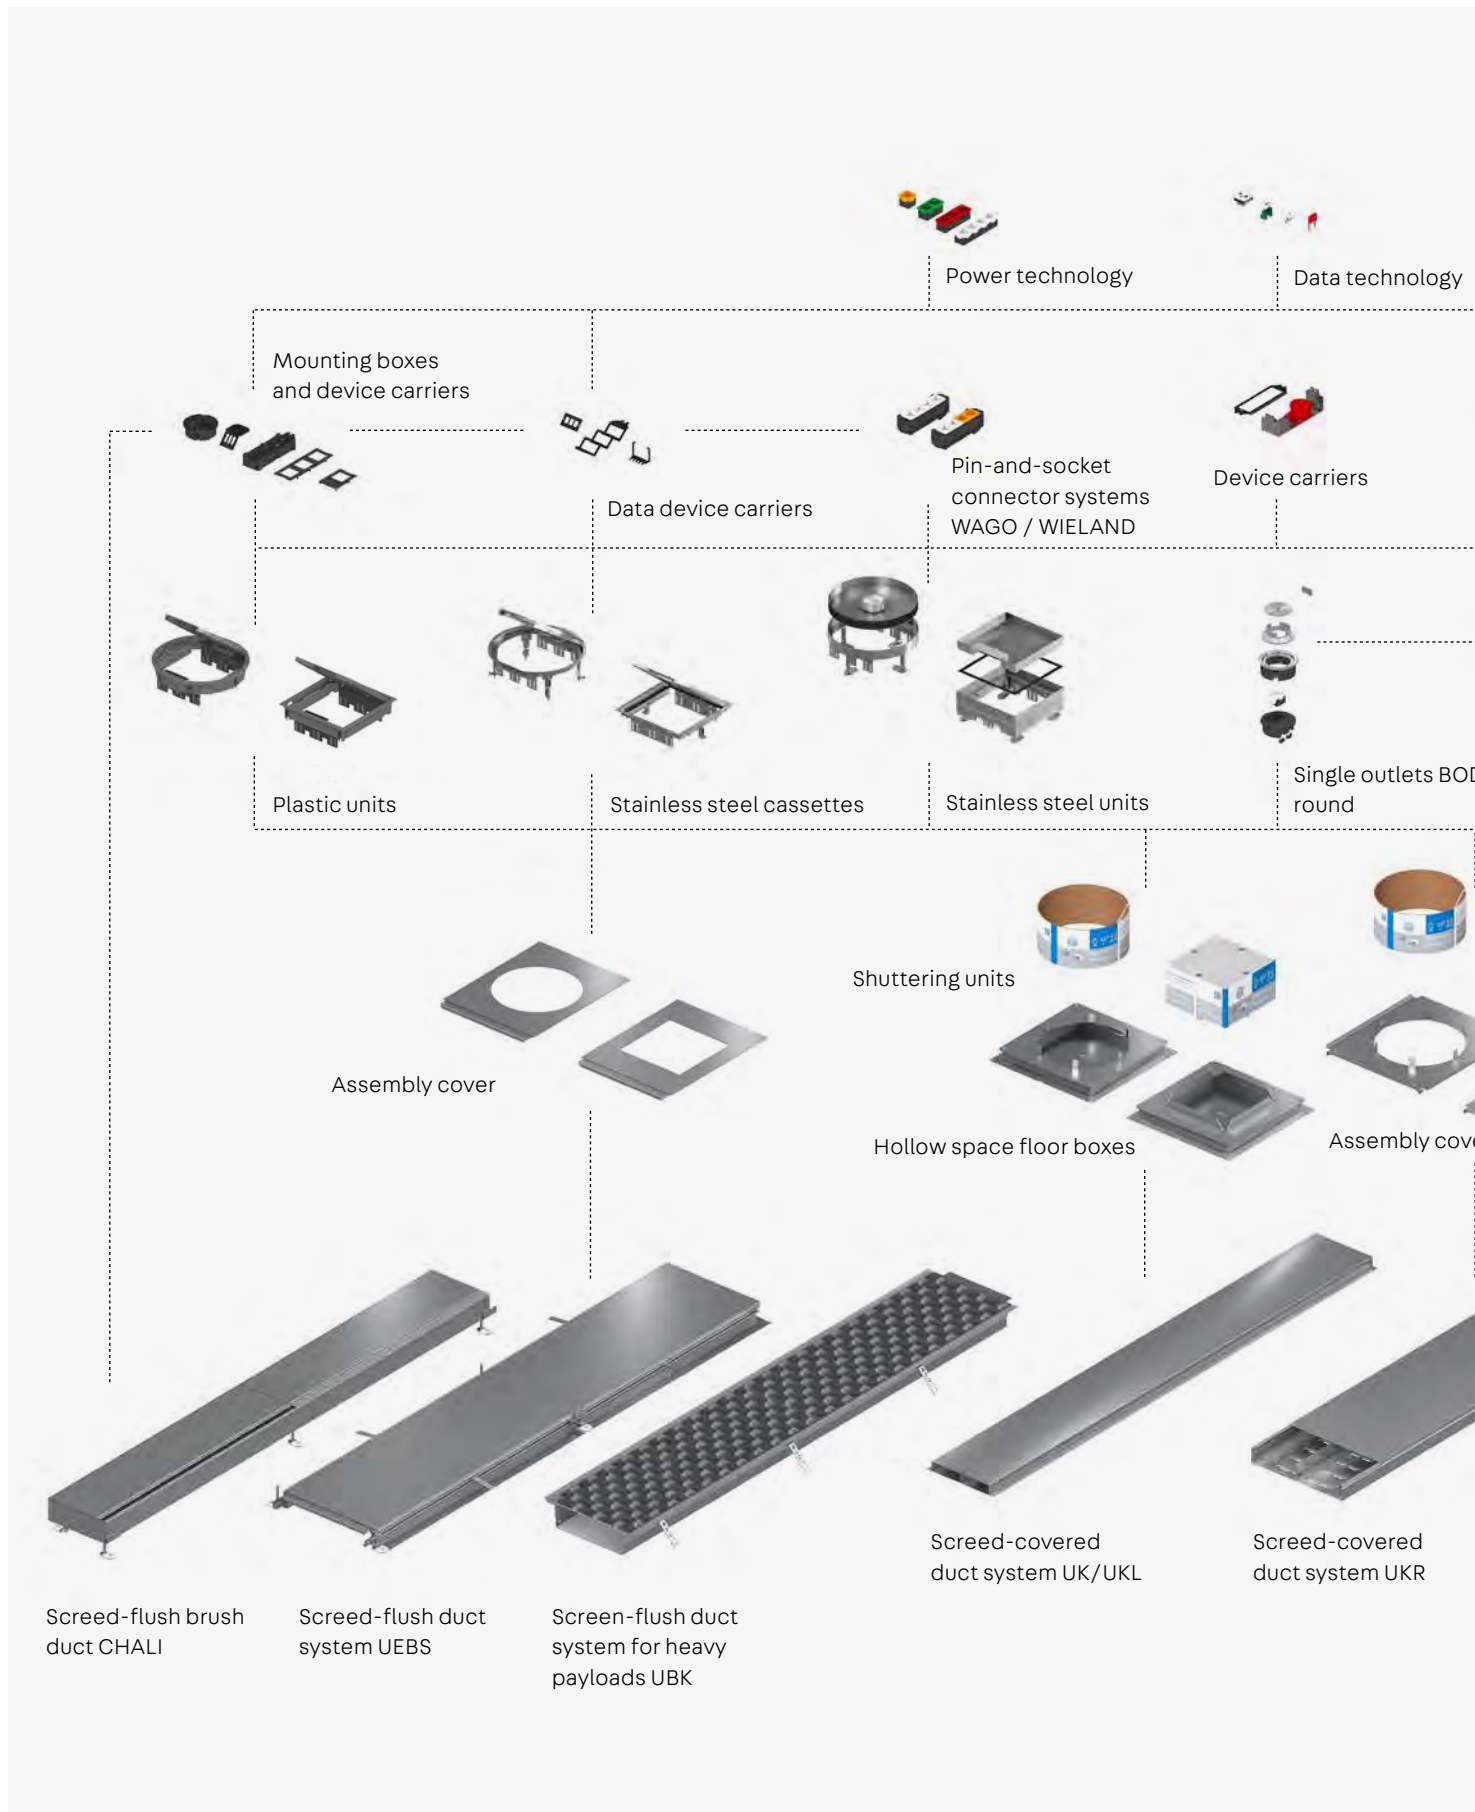 Power technology
Data technology
Mounting boxes
and device carriers
Pin-and-socket
connector systems
WAGO / WIELAND
Device carriers
Data device carriers
Plastic units
Stainless steel cassettes
Stainless steel units
Single outlets
round
Shuttering units
Assembly cover
Hollow space floor boxes
Assembly
Screed-covered
duct system UK/UKL
Screed-covered
duct system UKR
Screed-flush brush
duct CHALI
Screed-flush duct
system UEBS
Screen-flush duct
system for heavy
payloads UBK